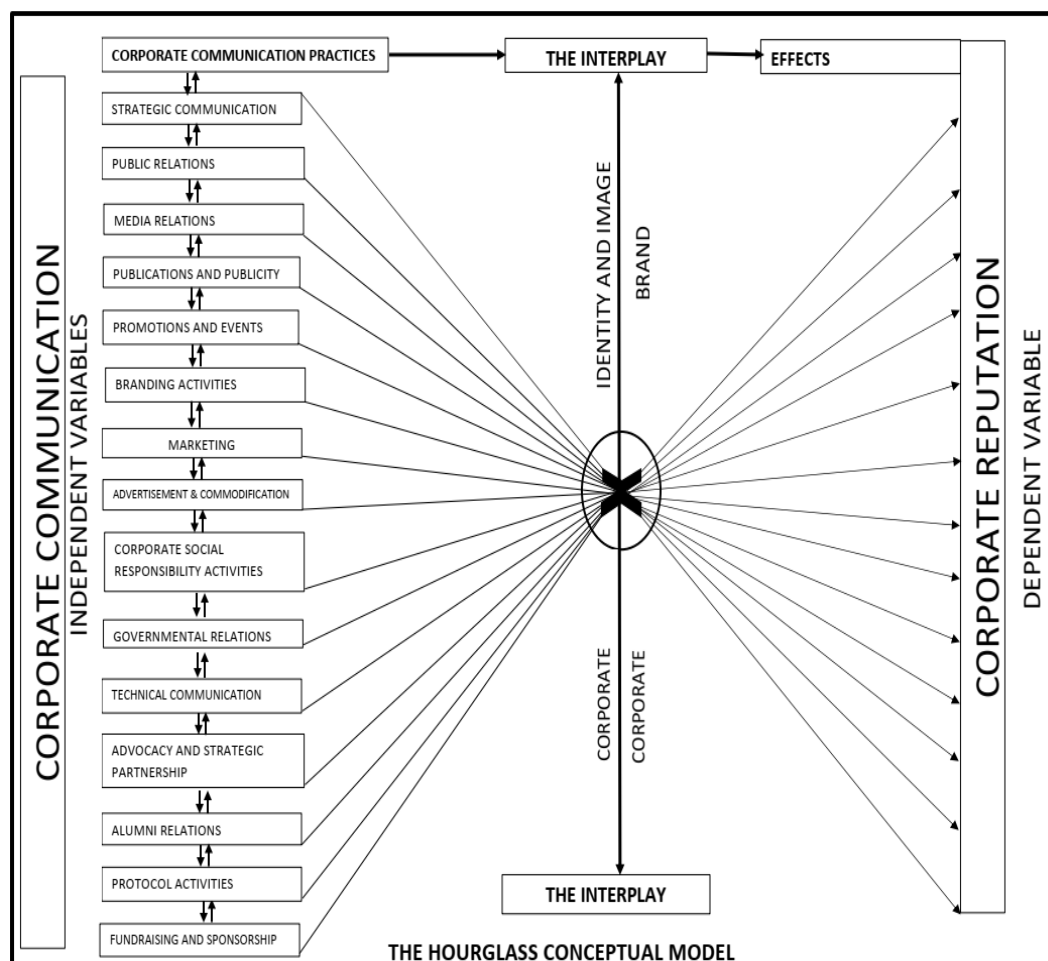 CORPORATE COMMUNICATION PRACTICES
THE INTERPLAY
EFFECTS
CORPORATE COMMUNICATION
INDEPENDENT VARIABLES
STRATEGIC COMMUNICATION
PUBLIC RELATIONS
MEDIA RELATIONS
PUBLICATIONS AND PUBLICITY
PROMOTIONS AND EVENTS
BRANDING ACTIVITIES
MARKETING
ADVERTISEMENT & COMMODIFICATION
CORPORATE SOCIAL
RESPONSIBILITY ACTIVITIES
GOVERNMENTAL RELATIONS
TECHNICAL COMMUNICATION
ADVOCACY AND STRATEGIC
PARTNERSHIP
ALUMNI RELATIONS
PROTOCOL ACTIVITIES
FUNDRAISING AND SPONSORSHIP
CORPORATE IDENTITY AND IMAGE
CORPORATE BRAND
THE INTERPLAY
CORPORATE REPUTATION
DEPENDENT VARIABLE
THE HOURGLASS CONCEPTUAL MODEL